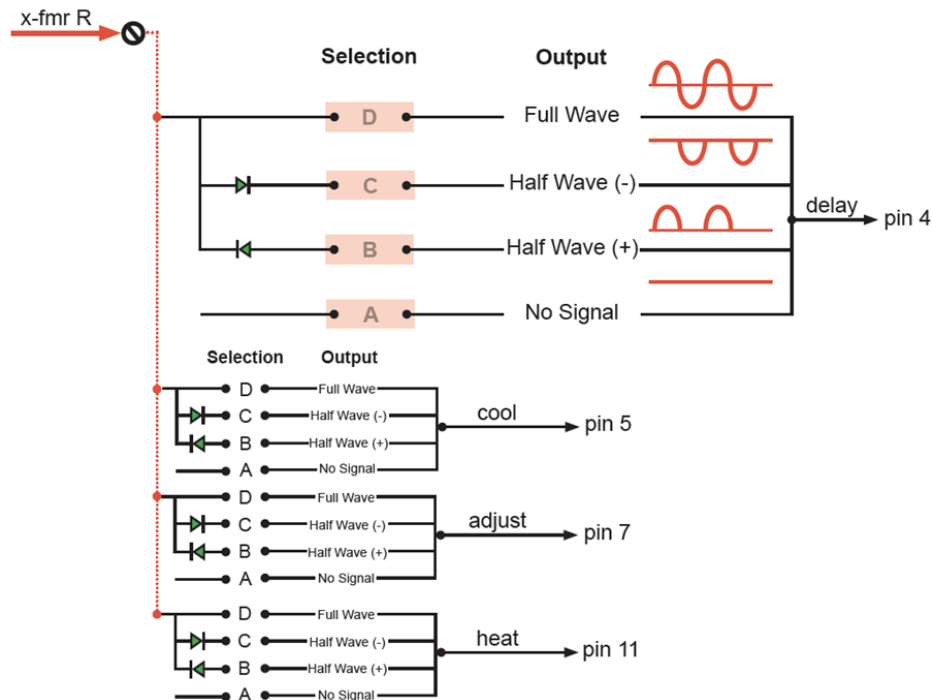 x-fmr R
Selection Output
D Full Wave
C Half Wave (-)
delay pin 4
B Half Wave (+)
A No Signal
Selection Output
D Full Wave
C Half Wave (-)
cool pin 5
B Half Wave (+)
A No Signal
D Full Wave
C Half Wave (-)
adjust pin 7
B Half Wave (+)
A No Signal
D Full Wave
C Half Wave (-)
heat pin 11
B Half Wave (+)
A No Signal